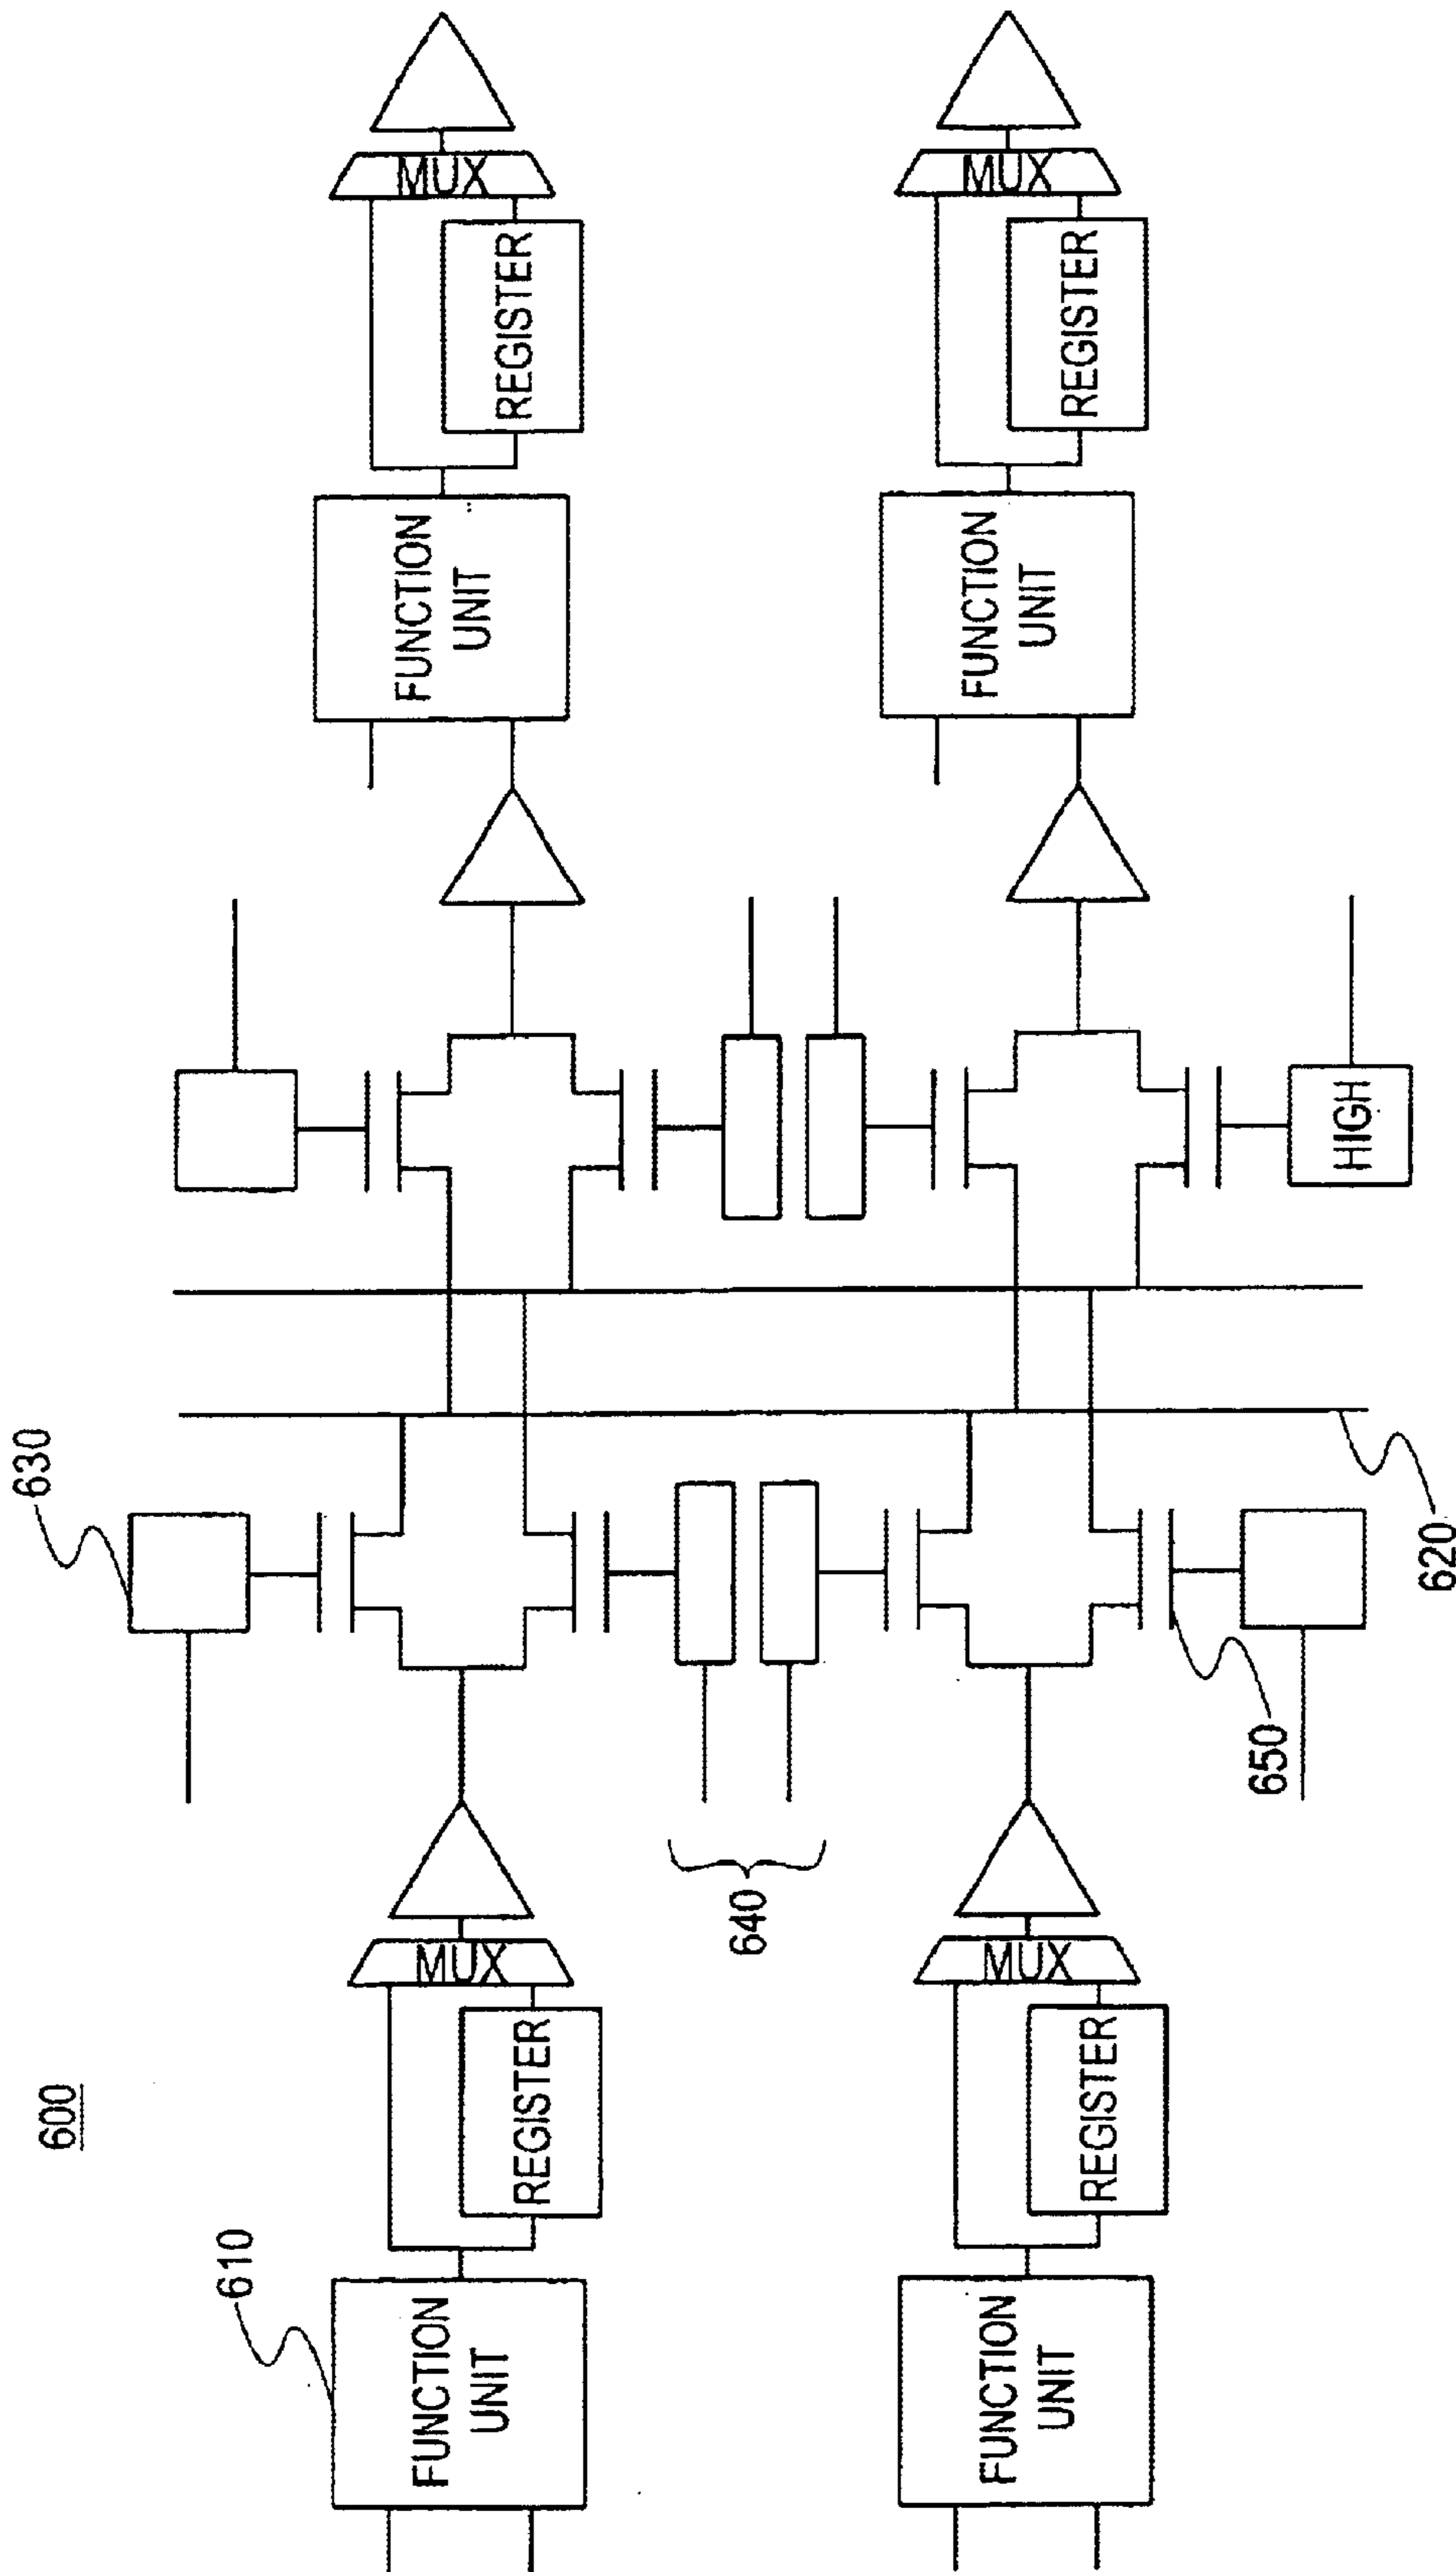 600
610
FUNCTION
UNIT
REGISTER
MUX
630
FUNCTION
UNIT
REGISTER
MUX
640
FUNCTION
UNIT
REGISTER
MUX
650
620
HIGH
FUNCTION
UNIT
REGISTER
MUX